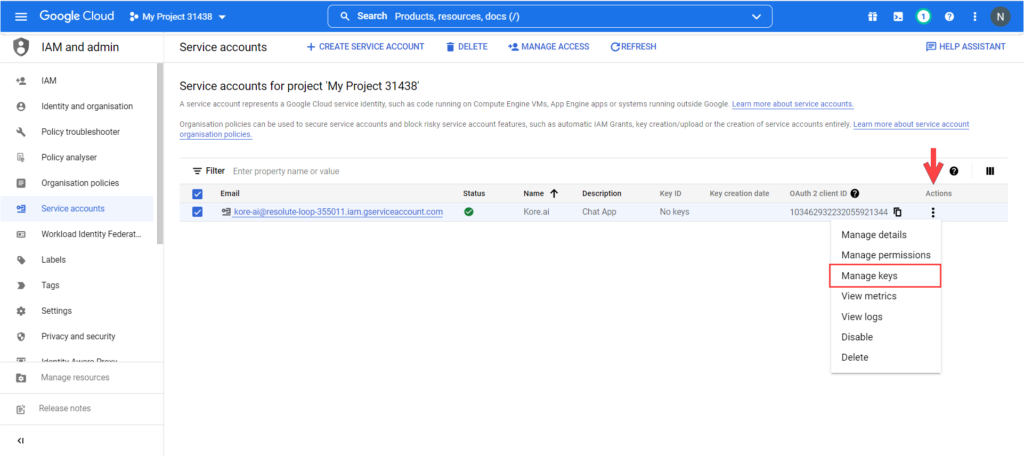 Google Cloud
My Project 31438
Search Products, resources, docs (/)
1
N
IAM and admin
Service accounts
CREATE SERVICE ACCOUNT
DELETE
MANAGE ACCESS
REFRESH
HELP ASSISTANT
IAM
Identity and organisation
Policy troubleshooter
Policy analyser
Organisation policies
Service accounts
Workload Identity Federat...
Labels
Tags
Settings
Privacy and security
Identity-Aware Proxy
Manage resources
Release notes
Service accounts for project 'My Project 31438'
A service account represents a Google Cloud service identity, such as code running on Compute Engine VMs, App Engine apps or systems running outside Google. Learn more about service accounts.
Organisation policies can be used to secure service accounts and block risky service account features, such as automatic IAM Grants, key creation/upload or the creation of service accounts entirely. Learn more about service account
organisation policies.
Filter Enter property name or value
Email Status Name Description Key ID Key creation date OAuth 2 client ID Actions
kore-ai@resolute-loop-355011.iam.gserviceaccount.com Kore.ai Chat App No keys 103462932232055921344
Manage details
Manage permissions
Manage keys
View metrics
View logs
Disable
Delete